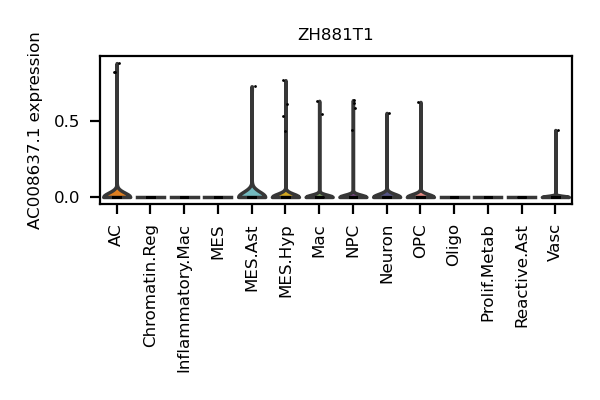 ZH881T1
AC008637.1 expression
0.5
0.0
AC
Chromatin.Reg
Inflammatory.Mac
MES
MES.Ast
MES.Hyp
Mac
NPC
Neuron
OPC
Oligo
Prolif.Metab
Reactive.Ast
Vasc